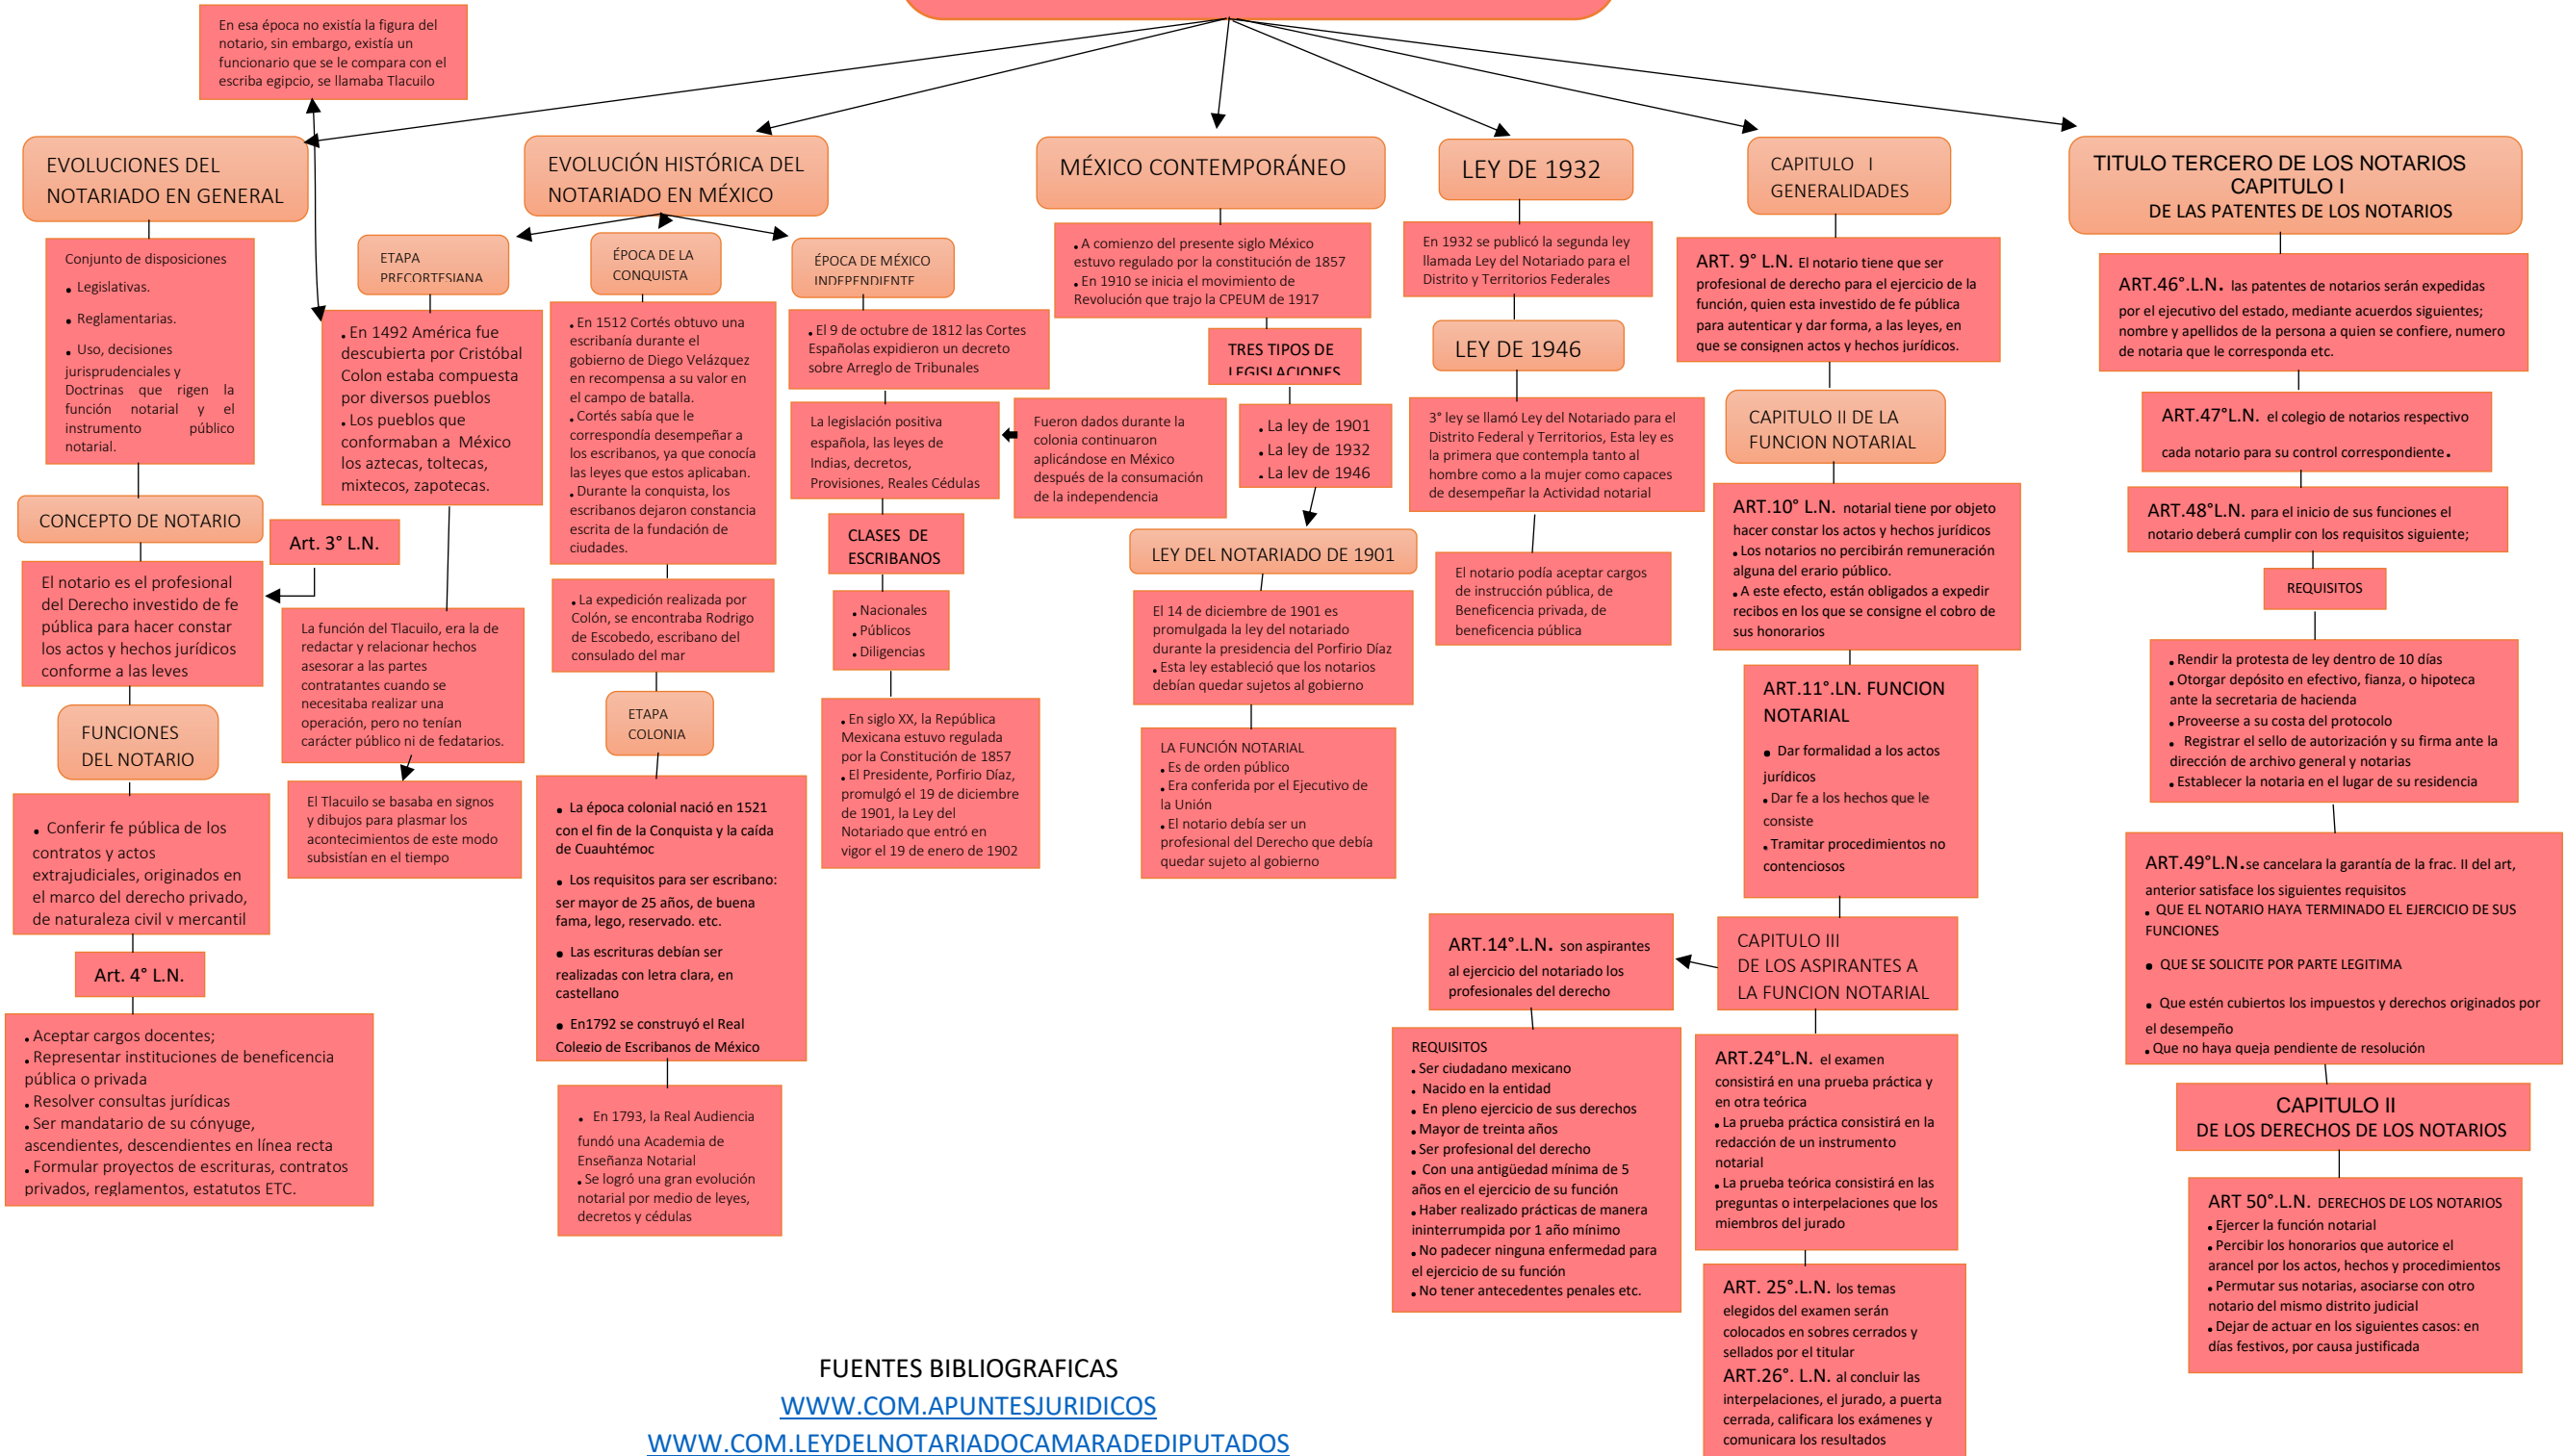 En esa época no existía la figura del
notario, sin embargo, existía un
funcionario que se le compara con el
escriba egipcio, se llamaba Tlacuilo
EVOLUCIONES DEL
NOTARIADO EN GENERAL
Conjunto de disposiciones
• Legislativas.
• Reglamentarias.
• Uso, decisiones
jurisprudenciales y
Doctrinas que rigen la
función notarial y el
instrumento público
notarial.
CONCEPTO DE NOTARIO
Art. 3° L.N.
El notario es el profesional
del Derecho investido de fe
pública para hacer constar
los actos y hechos jurídicos
conforme a las leyes
FUNCIONES
DEL NOTARIO
• Conferir fe pública de los
contratos y actos
extrajudiciales, originados en
el marco del derecho privado,
de naturaleza civil y mercantil
Art. 4° L.N.
• Aceptar cargos docentes;
• Representar instituciones de beneficencia
pública o privada
• Resolver consultas jurídicas
• Ser mandatario de su cónyuge,
ascendientes, descendientes en línea recta
• Formular proyectos de escrituras, contratos
privados, reglamentos, estatutos ETC.
EVOLUCIÓN HISTÓRICA DEL
NOTARIADO EN MÉXICO
ETAPA
PRECORTESIANA
• En 1492 América fue
descubierta por Cristóbal
Colon estaba compuesta
por diversos pueblos
• Los pueblos que
conformaban a México
los aztecas, toltecas,
mixtecos, zapotecas.
La función del Tlacuilo, era la de
redactar y relacionar hechos
asesorar a las partes
contratantes cuando se
necesitaba realizar una
operación, pero no tenían
carácter público ni de fedatarios.
El Tlacuilo se basaba en signos
y dibujos para plasmar los
acontecimientos de este modo
subsistían en el tiempo
ÉPOCA DE LA
CONQUISTA
• En 1512 Cortés obtuvo una
escribanía durante el
gobierno de Diego Velázquez
en recompensa a su valor en
el campo de batalla.
• Cortés sabía que le
correspondía desempeñar a
los escribanos, ya que conocía
las leyes que estos aplicaban.
• Durante la conquista, los
escribanos dejaron constancia
escrita de la fundación de
ciudades.
• La expedición realizada por
Colón, se encontraba Rodrigo
de Escobedo, escribano del
consulado del mar
ETAPA
COLONIA
• La época colonial nació en 1521
con el fin de la Conquista y la caída
de Cuauhtémoc
• Los requisitos para ser escribano:
ser mayor de 25 años, de buena
fama, lego, reservado. etc.
• Las escrituras debían ser
realizadas con letra clara, en
castellano
• En1792 se construyó el Real
Colegio de Escribanos de México
• En 1793, la Real Audiencia
fundó una Academia de
Enseñanza Notarial
• Se logró una gran evolución
notarial por medio de leyes,
decretos y cédulas
ÉPOCA DE MÉXICO
INDEPENDIENTE
• El 9 de octubre de 1812 las Cortes
Españolas expidieron un decreto
sobre Arreglo de Tribunales
La legislación positiva
española, las leyes de
Indias, decretos,
Provisiones, Reales Cédulas
Fueron dados durante la
colonia continuaron
aplicándose en México
después de la consumación
de la independencia
CLASES DE
ESCRIBANOS
• Nacionales
• Públicos
• Diligencias
• En siglo XX, la República
Mexicana estuvo regulada
por la Constitución de 1857
• El Presidente, Porfirio Díaz,
promulgó el 19 de diciembre
de 1901, la Ley del
Notariado que entró en
vigor el 19 de enero de 1902
MÉXICO CONTEMPORÁNEO
• A comienzo del presente siglo México
estuvo regulado por la constitución de 1857
• En 1910 se inicia el movimiento de
Revolución que trajo la CPEUM de 1917
TRES TIPOS DE
LEGISLACIONES
• La ley de 1901
• La ley de 1932
• La ley de 1946
LEY DEL NOTARIADO DE 1901
El 14 de diciembre de 1901 es
promulgada la ley del notariado
durante la presidencia del Porfirio Díaz
• Esta ley estableció que los notarios
debían quedar sujetos al gobierno
LA FUNCIÓN NOTARIAL
• Es de orden público
• Era conferida por el Ejecutivo de
la Unión
• El notario debía ser un
profesional del Derecho que debía
quedar sujeto al gobierno
LEY DE 1932
En 1932 se publicó la segunda ley
llamada Ley del Notariado para el
Distrito y Territorios Federales
LEY DE 1946
3° ley se llamó Ley del Notariado para el
Distrito Federal y Territorios, Esta ley es
la primera que contempla tanto al
hombre como a la mujer como capaces
de desempeñar la Actividad notarial
El notario podía aceptar cargos
de instrucción pública, de
Beneficencia privada, de
beneficencia pública
CAPITULO I
GENERALIDADES
ART. 9° L.N. El notario tiene que ser
profesional de derecho para el ejercicio de la
función, quien esta investido de fe pública
para autenticar y dar forma, a las leyes, en
que se consignen actos y hechos jurídicos.
CAPITULO II DE LA
FUNCION NOTARIAL
ART.10° L.N. notarial tiene por objeto
hacer constar los actos y hechos jurídicos
• Los notarios no percibirán remuneración
alguna del erario público.
• A este efecto, están obligados a expedir
recibos en los que se consigne el cobro de
sus honorarios
ART.11°.LN. FUNCION
NOTARIAL
• Dar formalidad a los actos
jurídicos
• Dar fe a los hechos que le
consiste
• Tramitar procedimientos no
contenciosos
CAPITULO III
DE LOS ASPIRANTES A
LA FUNCION NOTARIAL
ART.14°.L.N. son aspirantes
al ejercicio del notariado los
profesionales del derecho
REQUISITOS
• Ser ciudadano mexicano
• Nacido en la entidad
• En pleno ejercicio de sus derechos
• Mayor de treinta años
• Ser profesional del derecho
• Con una antigüedad mínima de 5
años en el ejercicio de su función
• Haber realizado prácticas de manera
ininterrumpida por 1 año mínimo
• No padecer ninguna enfermedad para
el ejercicio de su función
• No tener antecedentes penales etc.
ART.24°L.N. el examen
consistirá en una prueba práctica y
en otra teórica
• La prueba práctica consistirá en la
redacción de un instrumento
notarial
• La prueba teórica consistirá en las
preguntas o interpelaciones que los
miembros del jurado
ART. 25°.L.N. los temas
elegidos del examen serán
colocados en sobres cerrados y
sellados por el titular
ART.26°. L.N. al concluir las
interpelaciones, el jurado, a puerta
cerrada, calificara los exámenes y
comunicara los resultados
TITULO TERCERO DE LOS NOTARIOS
CAPITULO I
DE LAS PATENTES DE LOS NOTARIOS
ART.46°.L.N. las patentes de notarios serán expedidas
por el ejecutivo del estado, mediante acuerdos siguientes;
nombre y apellidos de la persona a quien se confiere, numero
de notaria que le corresponda etc.
ART.47°L.N. el colegio de notarios respectivo
cada notario para su control correspondiente.
ART.48°L.N. para el inicio de sus funciones el
notario deberá cumplir con los requisitos siguiente;
REQUISITOS
• Rendir la protesta de ley dentro de 10 días
• Otorgar depósito en efectivo, fianza, o hipoteca
ante la secretaria de hacienda
• Proveerse a su costa del protocolo
• Registrar el sello de autorización y su firma ante la
dirección de archivo general y notarias
• Establecer la notaria en el lugar de su residencia
ART.49°L.N.se cancelara la garantía de la frac. II del art,
anterior satisface los siguientes requisitos
• QUE EL NOTARIO HAYA TERMINADO EL EJERCICIO DE SUS
FUNCIONES
• QUE SE SOLICITE POR PARTE LEGITIMA
• Que estén cubiertos los impuestos y derechos originados por
el desempeño
• Que no haya queja pendiente de resolución
CAPITULO II
DE LOS DERECHOS DE LOS NOTARIOS
ART 50°.L.N. DERECHOS DE LOS NOTARIOS
• Ejercer la función notarial
• Percibir los honorarios que autorice el
arancel por los actos, hechos y procedimientos
• Permutar sus notarias, asociarse con otro
notario del mismo distrito judicial
• Dejar de actuar en los siguientes casos: en
días festivos, por causa justificada
FUENTES BIBLIOGRAFICAS
WWW.COM.APUNTESJURIDICOS
WWW.COM.LEYDELNOTARIADOCAMARADEDIPUTADOS